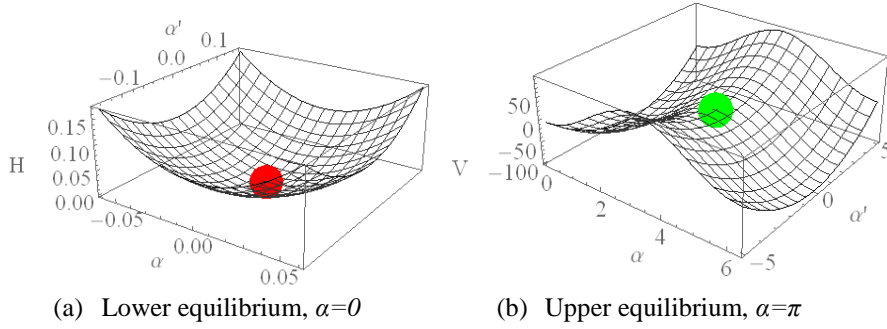 α′
0.1
0.0
−0.1
0.15
0.10
H
0.05
0.00
−0.05
0.00
α
0.05
50
0
−50
V
−100
0
2
4
α
6
5
0
α′
−5
(a) Lower equilibrium, α=0
(b) Upper equilibrium, α=π